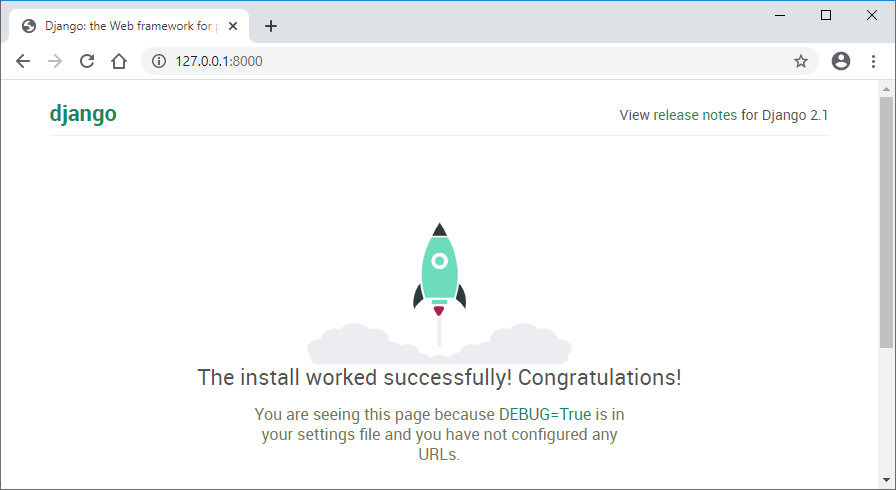 Django: the Web framework for p
127.0.0.1:8000
django
View release notes for Django 2.1
The install worked successfully! Congratulations!
You are seeing this page because DEBUG=True is in
your settings file and you have not configured any
URLs.